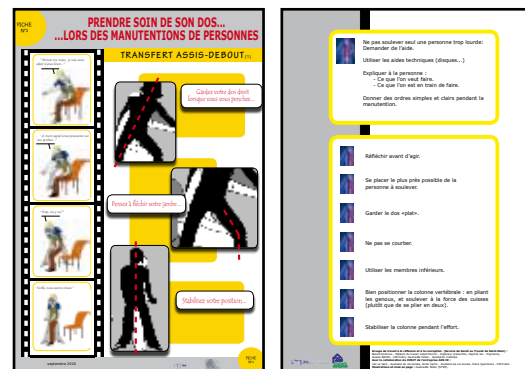 FICHE
N°1
PRENDRE SOIN DE SON DOS...
...LORS DES MANUTENTIONS DE PERSONNES
TRANSFERT ASSIS-DEBOUT(1)
Gardez votre dos droit
lorsque vous vous penchez...
Pensez à fléchir votre jambe...
Stabilisez votre position...
septembre 2010
FICHE
N°1
Ne pas soulever seul une personne trop lourde:
Demander de l'aide.
Utiliser les aides techniques (disques...)
Expliquer à la personne :
- Ce que l'on veut faire.
- Ce que l'on est en train de faire.
Donner des ordres simples et clairs pendant la
manutention.
Réfléchir avant d'agir.
Se placer le plus près possible de la
personne à soulever.
Garder le dos «plat».
Ne pas se courber.
Utiliser les membres inférieurs.
Bien positionner la colonne vertébrale : en pliant
les genoux, et soulever à la force des cuisses
(plutôt que de se plier en deux).
Stabiliser la colonne pendant l'effort.